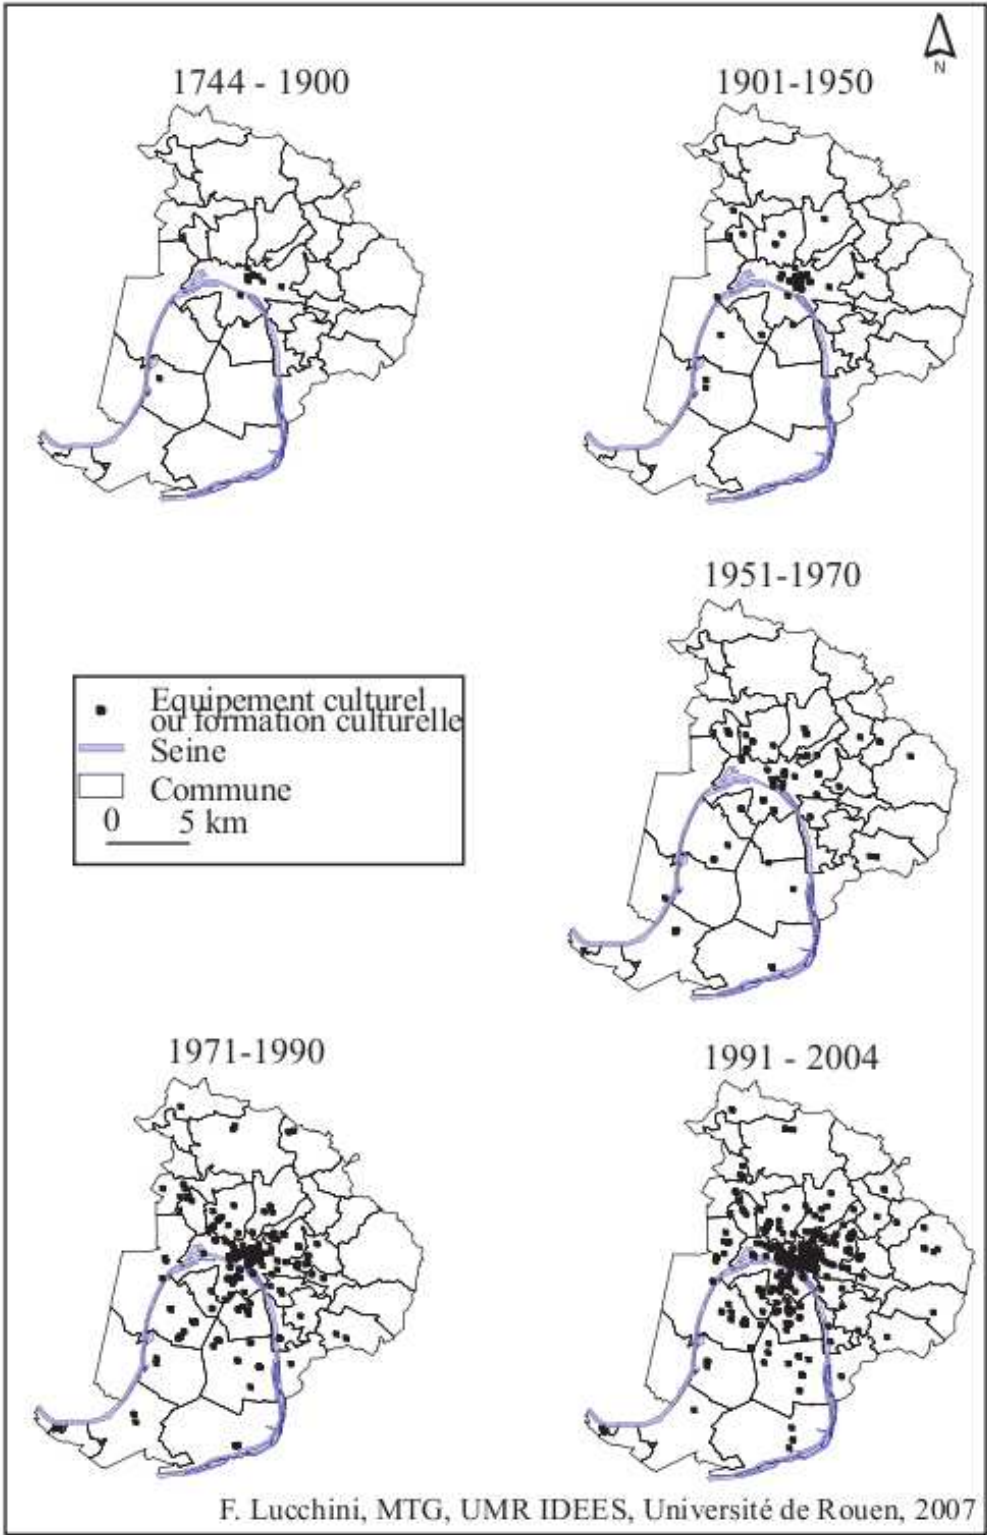 N
1744 - 1900
1901-1950
1951-1970
Equipement culturel
ou formation culturelle
Seine
Commune
0 5 km
1971-1990
1991 - 2004
F. Lucchini, MTG, UMR IDEES, Université de Rouen, 2007